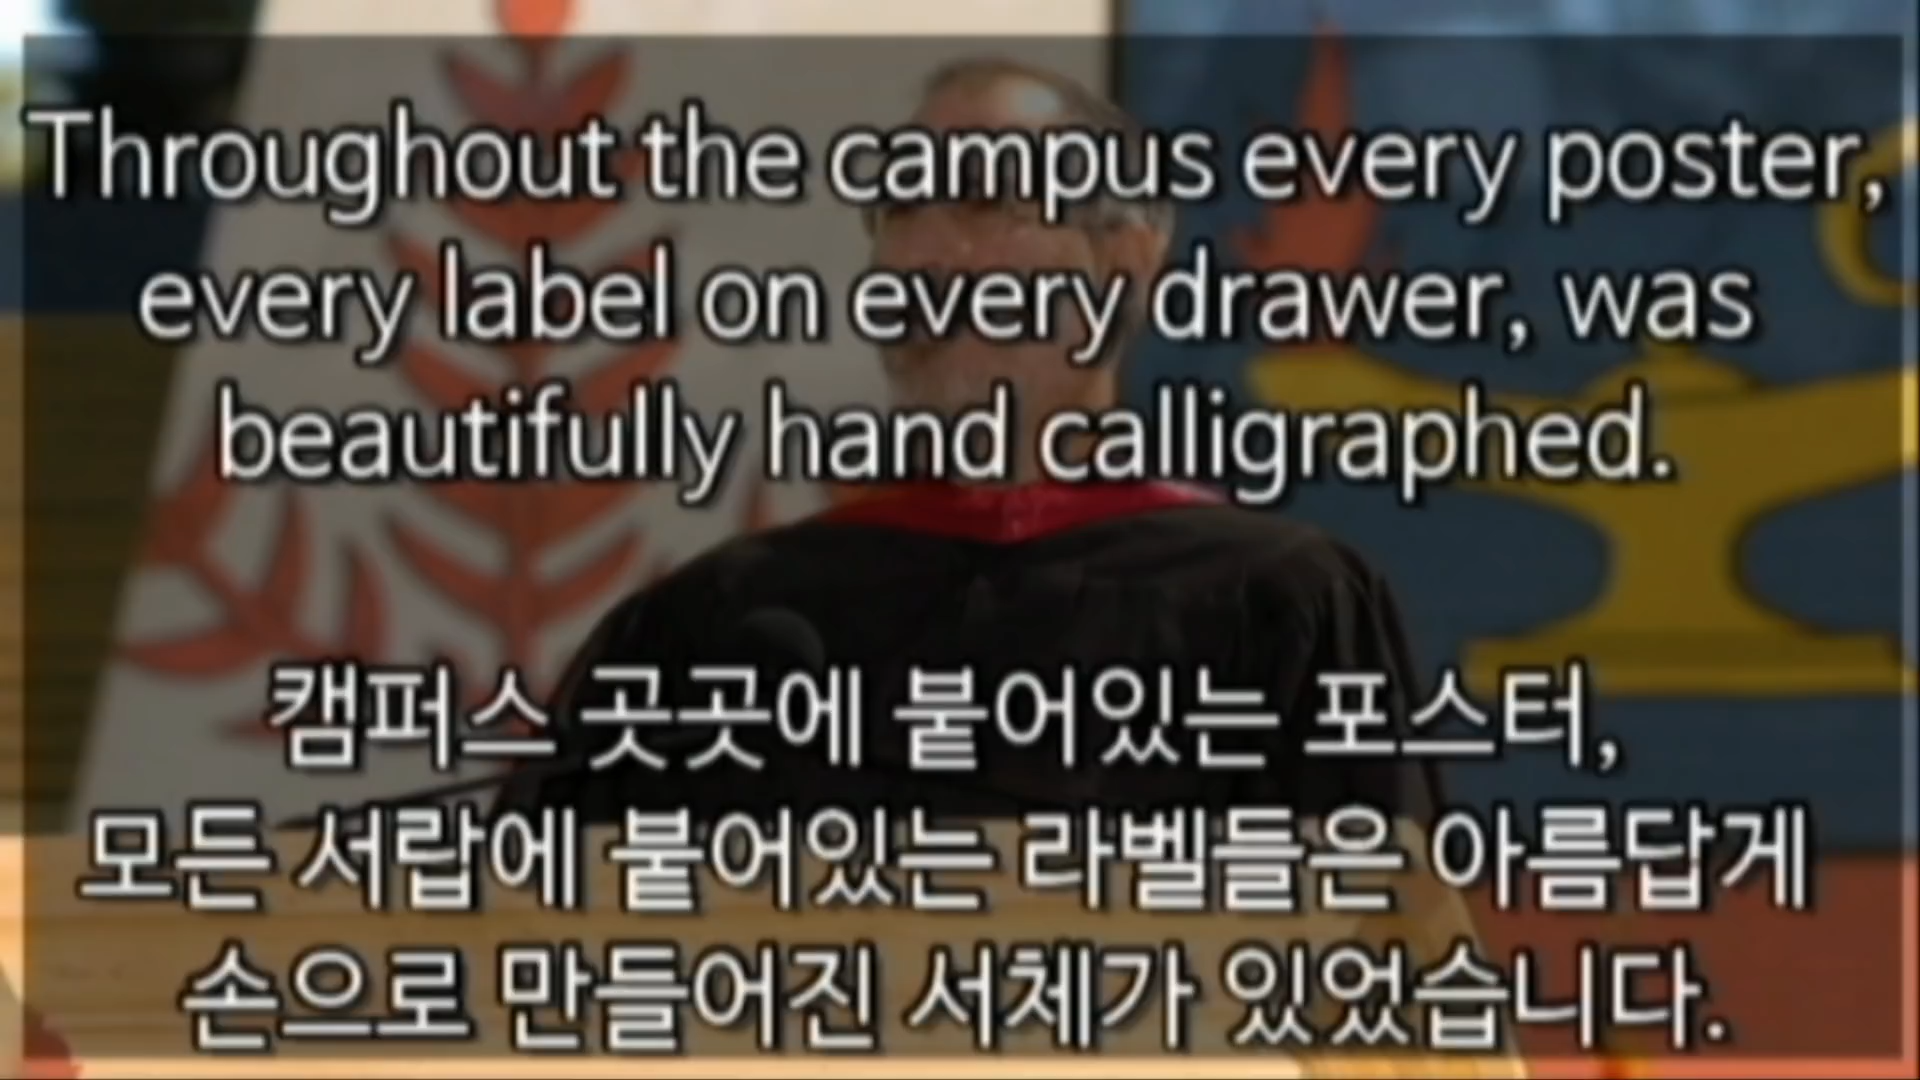 Throughout the campus every poster,
every label on every drawer, was
beautifully hand calligraphed.
캠퍼스 곳곳에 붙어있는 포스터,
모든 서랍에 붙어있는 라벨들은 아름답게
손으로 만들어진 서체가 있었습니다.